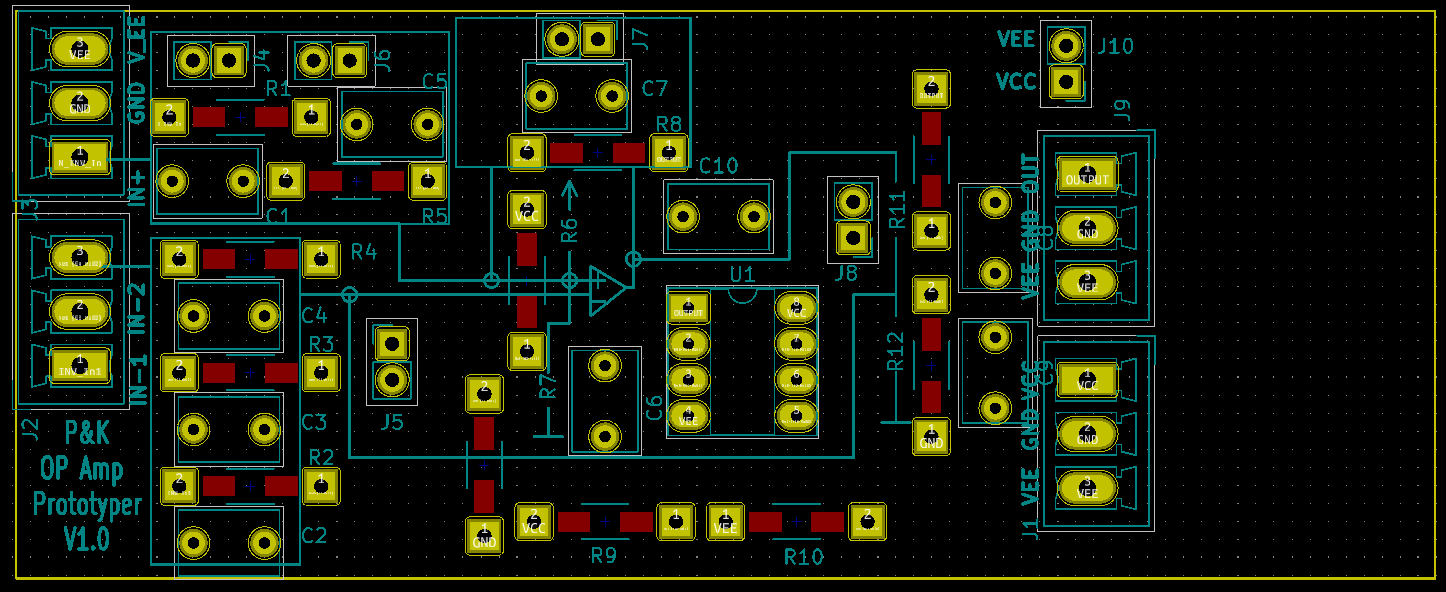 VEE
GND
N_INV_In
3
2
1
GND V_EE
IN+
J3
J4
J6
R1
2
1
C5
C1
2
1
R5
J7
C7
R8
2
1
OUTPUT
C10
VCC
2
R6
1
R7
J8
R11
2
OUTPUT
1
VEE
VCC
J10
J9
1
OUTPUT
2
GND
3
VEE
VEE GND OUT
C8
3
2
1
INV_In1
IN-1 IN-2
J2
R4
2
1
C4
R3
2
1
C3
R2
2
1
C2
J5
2
1
GND
C6
U1
1
OUTPUT
2
3
4
VEE
8
VCC
7
6
5
R12
2
1
GND
C9
1
VCC
2
GND
3
VEE
J1 VEE GND VCC
P&K
OP Amp
Prototyper
V1.0
2
VCC
1
R9
1
VEE
2
R10